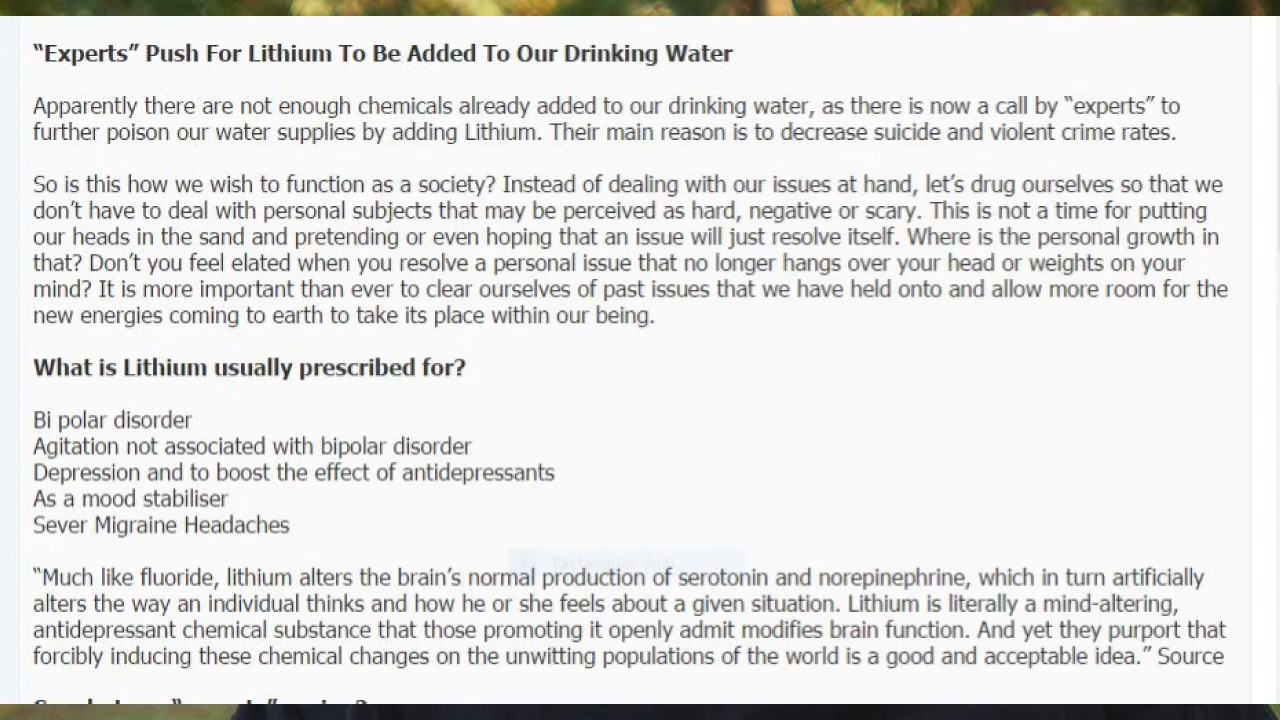 “Experts” Push For Lithium To Be Added To Our Drinking Water
Apparently there are not enough chemicals already added to our drinking water, as there is now a call by “experts” to
further poison our water supplies by adding Lithium. Their main reason is to decrease suicide and violent crime rates.
So is this how we wish to function as a society? Instead of dealing with our issues at hand, let’s drug ourselves so that we
don’t have to deal with personal subjects that may be perceived as hard, negative or scary. This is not a time for putting
our heads in the sand and pretending or even hoping that an issue will just resolve itself. Where is the personal growth in
that? Don’t you feel elated when you resolve a personal issue that no longer hangs over your head or weights on your
mind? It is more important than ever to clear ourselves of past issues that we have held onto and allow more room for the
new energies coming to earth to take its place within our being.
What is Lithium usually prescribed for?
Bi polar disorder
Agitation not associated with bipolar disorder
Depression and to boost the effect of antidepressants
As a mood stabiliser
Sever Migraine Headaches
“Much like fluoride, lithium alters the brain’s normal production of serotonin and norepinephrine, which in turn artificially
alters the way an individual thinks and how he or she feels about a given situation. Lithium is literally a mind-altering,
antidepressant chemical substance that those promoting it openly admit modifies brain function. And yet they purport that
forcibly inducing these chemical changes on the unwitting populations of the world is a good and acceptable idea.” Source